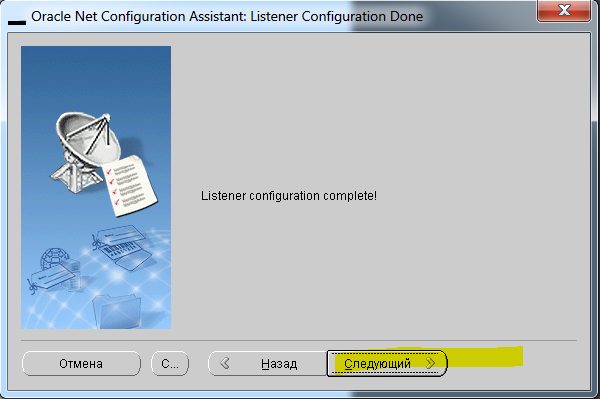 Oracle Net Configuration Assistant: Listener Configuration Done
Listener configuration complete!
Отмена
С...
Назад
Следующий